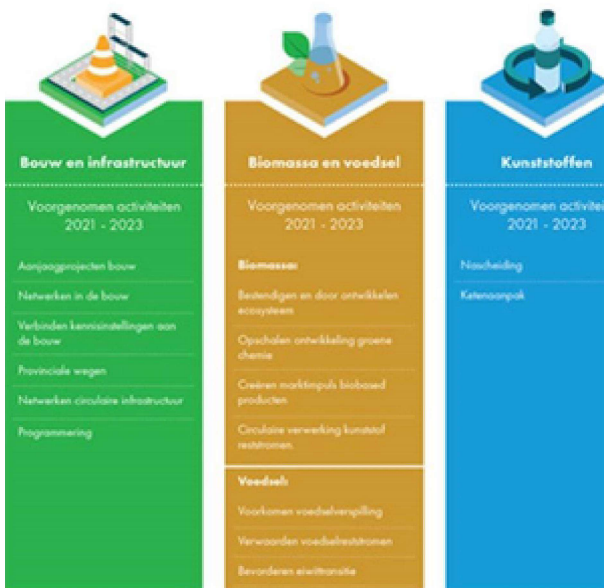 Bouw en infrastructuur
Voorgenomen activiteiten
2021 - 2023
Aanjaagprojecten bouw
Netwerken in de bouw
Verbinden kennisinstellingen aan
de bouw
Provinciale wegen
Netwerken circulaire infrastructuur
Programmering
Biomassa en voedsel
Voorgenomen activiteiten
2021 - 2023
Biomassa:
Bestendigen en door ontwikkelen
ecosysteem
Opschalen ontwikkeling groene
chemie
Creëren marktimpuls biobased
producten
Circulaire verwerking kunststof
reststromen.
Voedsel:
Voorkomen voedselverspilling
Verwaarden voedselreststromen
Bevorderen eiwittransitie
Kunststoffen
Voorgenomen activitei
2021 - 2023
Nascheiding
Ketenaanpak